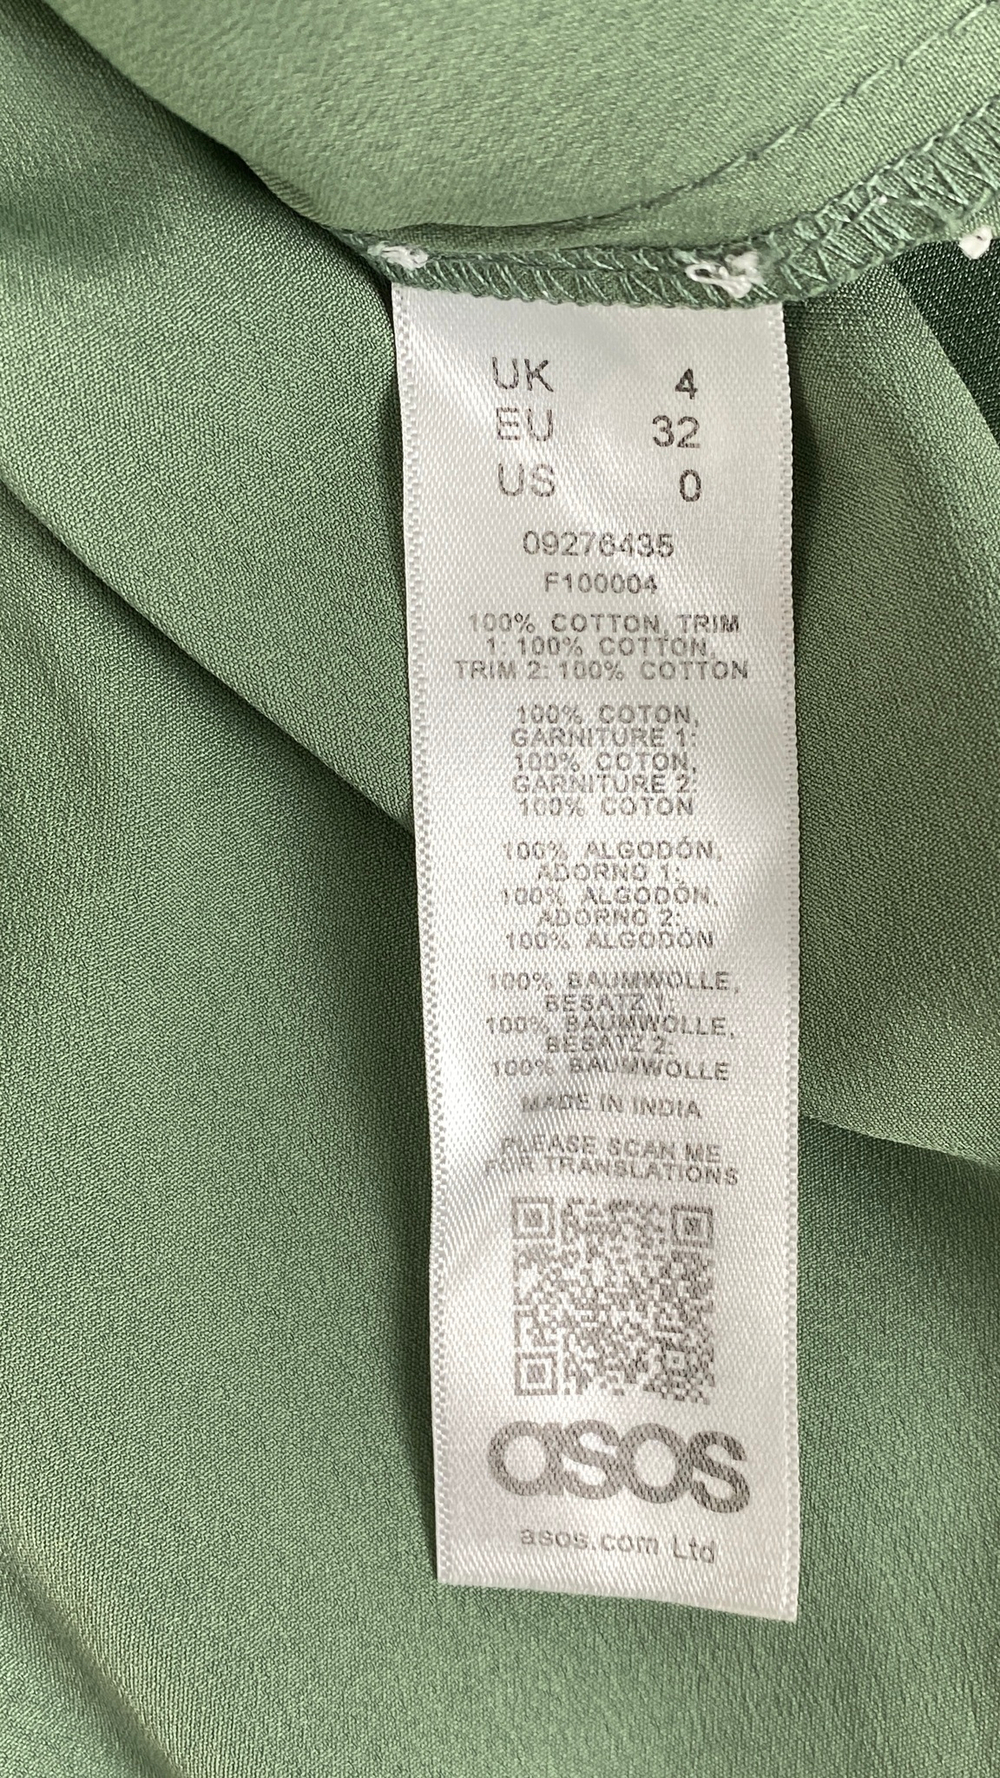 UK 4
EU 32
US 0
09276435
F100004
100% COTTON, TRIM
1: 100% COTTON,
TRIM 2: 100% COTTON
100% COTON,
GARNITURE 1:
100% COTON,
GARNITURE 2:
100% COTON
100% ALGODÓN,
ADORNO 1:
100% ALGODÓN,
ADORNO 2:
100% ALGODÓN
100% BAUMWOLLE,
BESATZ 1:
100% BAUMWOLLE,
BESATZ 2:
100% BAUMWOLLE
MADE IN INDIA
PLEASE SCAN ME
FOR TRANSLATIONS
asos
asos.com Ltd